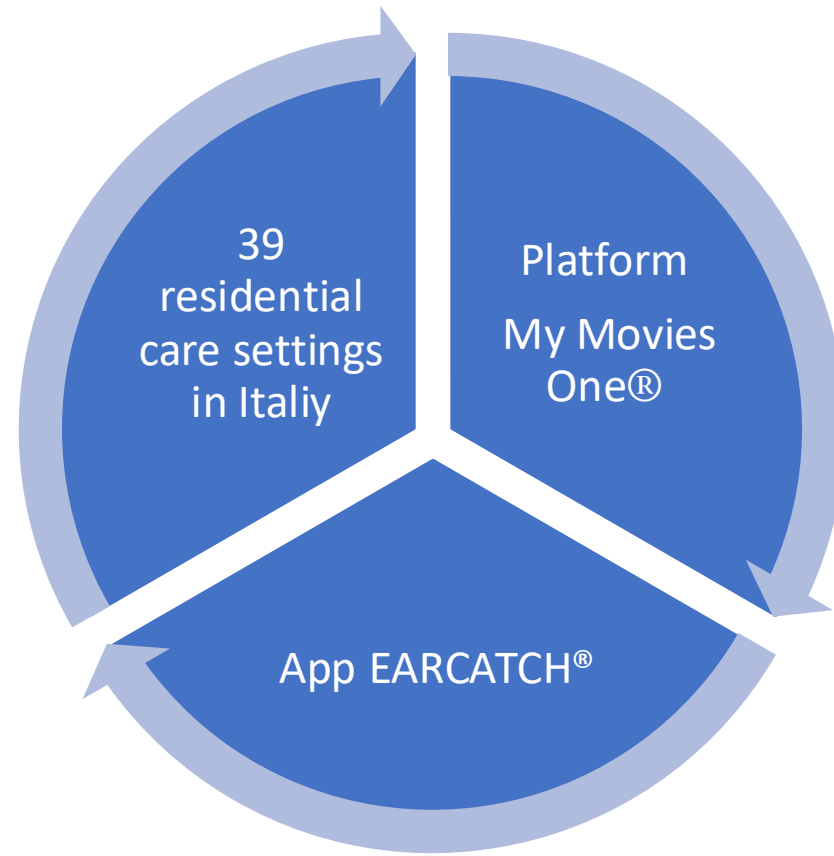 39
residential
care settings
in Italiy
Platform
My Movies
One®
App EARCATCH®